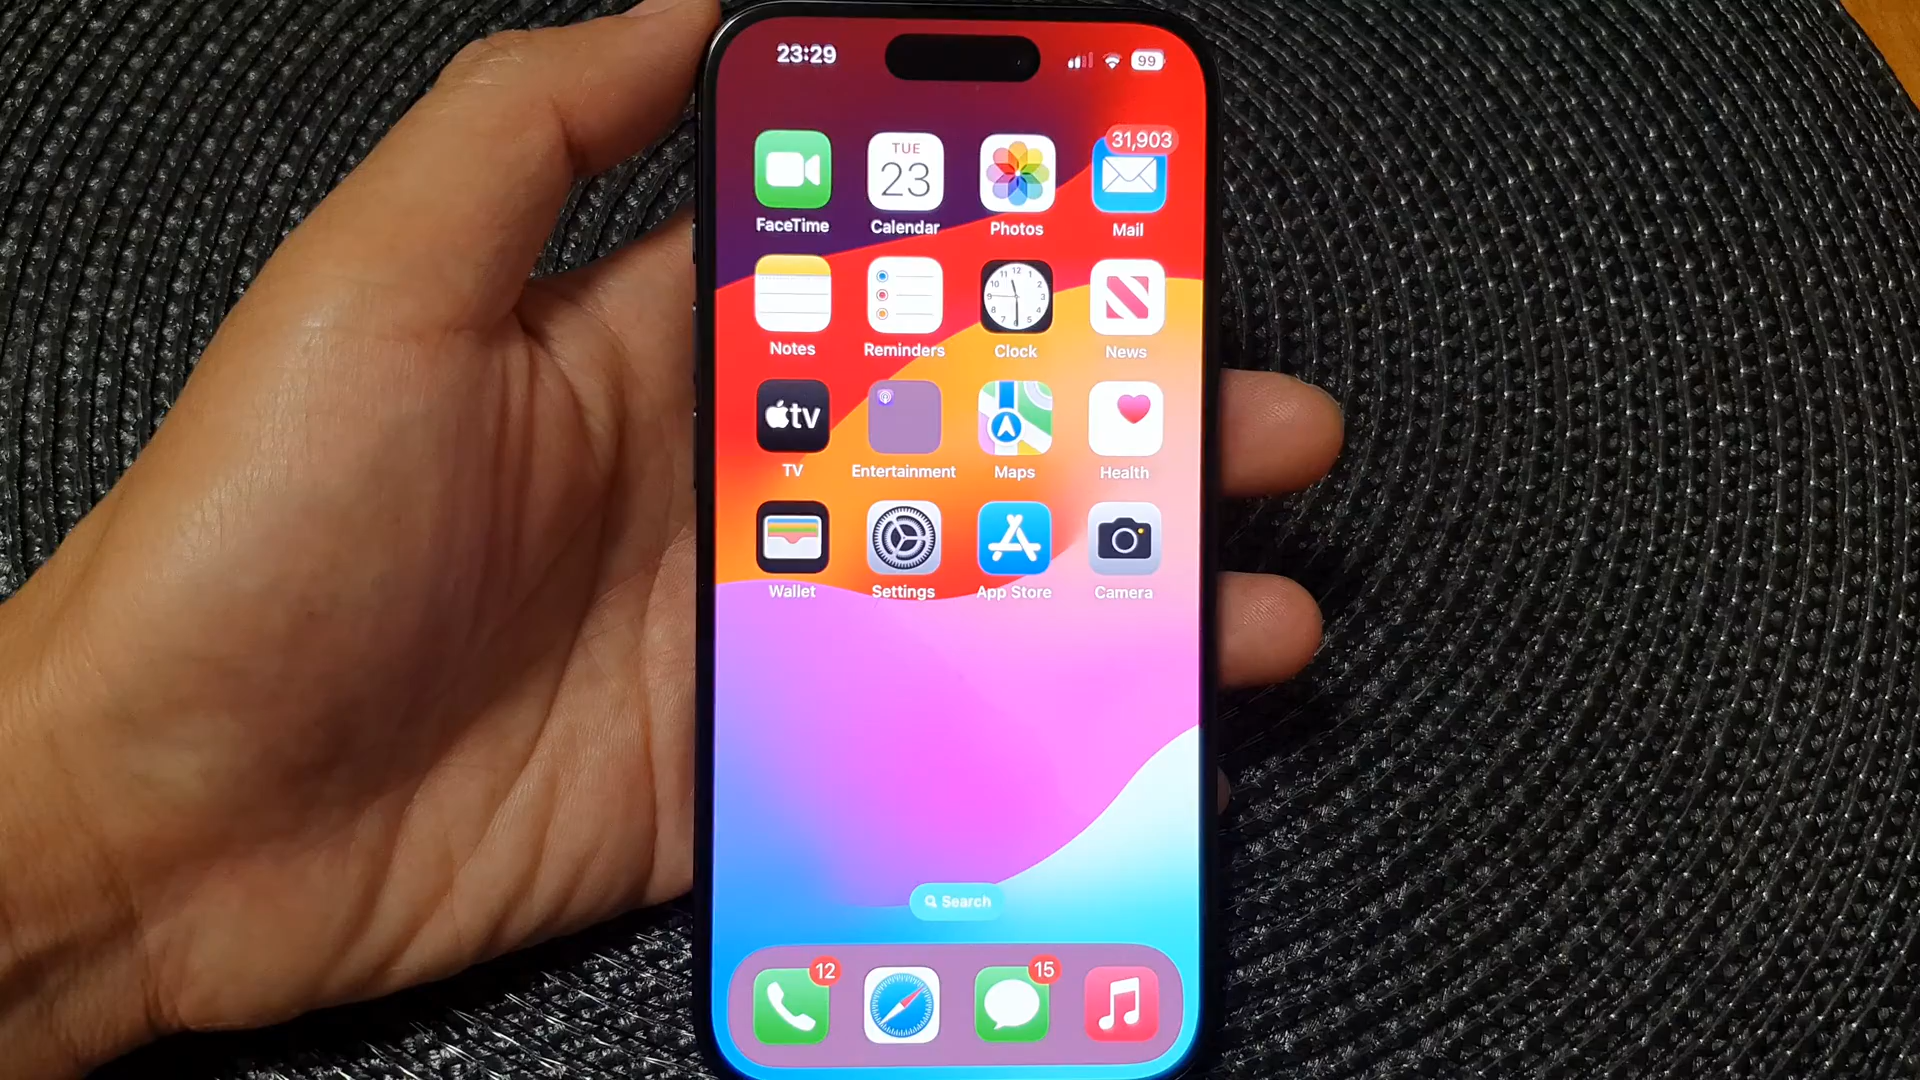 23:29 99
TUE 31,903
23
FaceTime Calendar Photos Mail
Notes Reminders Clock News
tv
TV Entertainment Maps Health
Wallet Settings App Store Camera
Search
12 15